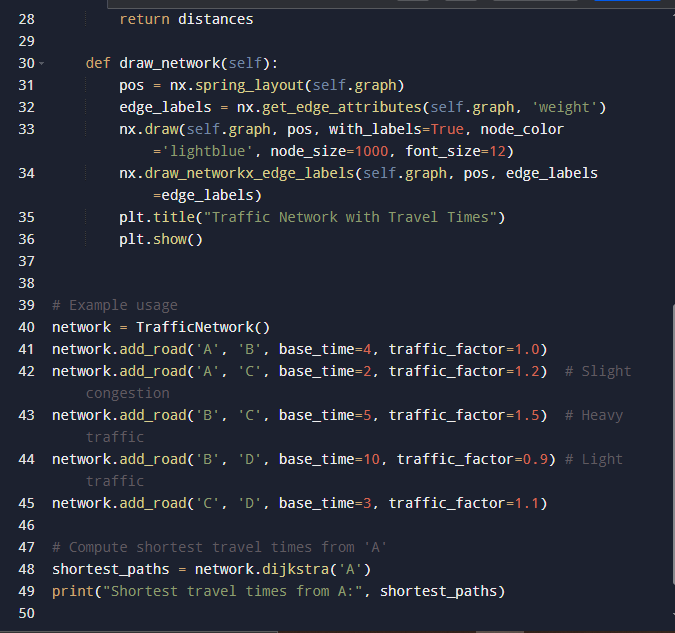 28 return distances
29
30 def draw_network(self):
31 pos = nx.spring_layout(self.graph)
32 edge_labels = nx.get_edge_attributes(self.graph, 'weight')
33 nx.draw(self.graph, pos, with_labels=True, node_color
='lightblue', node_size=1000, font_size=12)
34 nx.draw_networkx_edge_labels(self.graph, pos, edge_labels
=edge_labels)
35 plt.title("Traffic Network with Travel Times")
36 plt.show()
37
38
39 # Example usage
40 network = TrafficNetwork()
41 network.add_road('A', 'B', base_time=4, traffic_factor=1.0)
42 network.add_road('A', 'C', base_time=2, traffic_factor=1.2) # Slight
congestion
43 network.add_road('B', 'C', base_time=5, traffic_factor=1.5) # Heavy
traffic
44 network.add_road('B', 'D', base_time=10, traffic_factor=0.9) # Light
traffic
45 network.add_road('C', 'D', base_time=3, traffic_factor=1.1)
46
47 # Compute shortest travel times from 'A'
48 shortest_paths = network.dijkstra('A')
49 print("Shortest travel times from A:", shortest_paths)
50